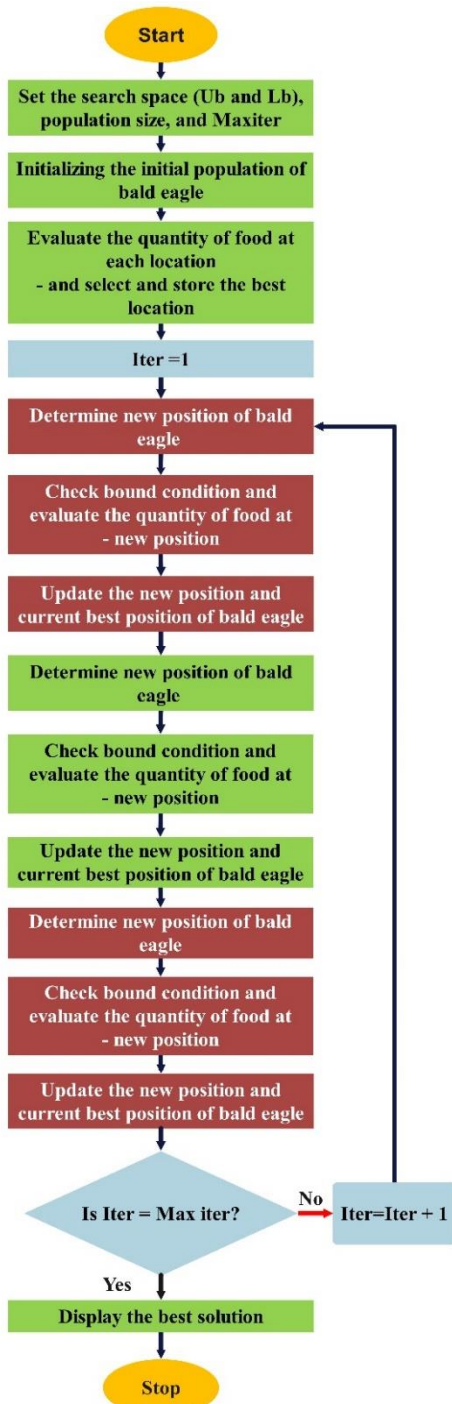 Start
Set the search space (Ub and Lb),
population size, and Maxiter
Initializing the initial population of
bald eagle
Evaluate the quantity of food at
each location
- and select and store the best
location
Iter =1
Determine new position of bald
eagle
Check bound condition and
evaluate the quantity of food at
- new position
Update the new position and
current best position of bald eagle
Determine new position of bald
eagle
Check bound condition and
evaluate the quantity of food at
- new position
Update the new position and
current best position of bald eagle
Determine new position of bald
eagle
Check bound condition and
evaluate the quantity of food at
- new position
Update the new position and
current best position of bald eagle
Is Iter = Max iter?
No
Iter=Iter + 1
Yes
Display the best solution
Stop